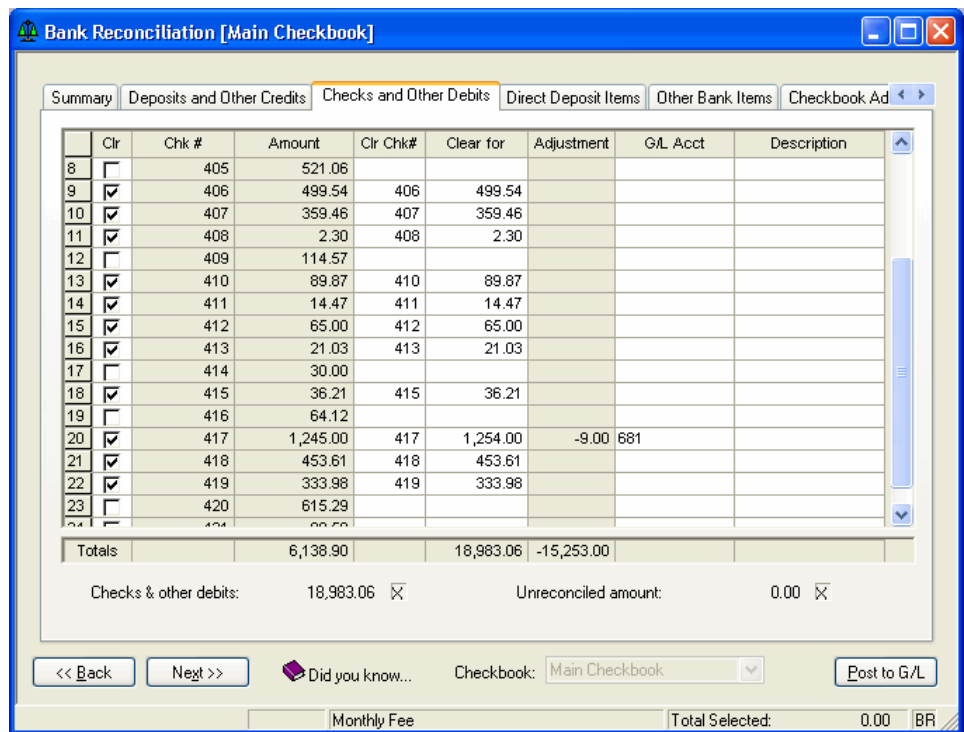 Bank Reconciliation [Main Checkbook]
Summary Deposits and Other Credits Checks and Other Debits Direct Deposit Items Other Bank Items Checkbook Ad
Clr Chk # Amount Clr Chk# Clear for Adjustment G/L Acct Description
8 405 521.06
9 406 499.54 406 499.54
10 407 359.46 407 359.46
11 408 2.30 408 2.30
12 409 114.57
13 410 89.87 410 89.87
14 411 14.47 411 14.47
15 412 65.00 412 65.00
16 413 21.03 413 21.03
17 414 30.00
18 415 36.21 415 36.21
19 416 64.12
20 417 1,245.00 417 1,254.00 -9.00 681
21 418 453.61 418 453.61
22 419 333.98 419 333.98
23 420 615.29
Totals 6,138.90 18,983.06 -15,253.00
Checks & other debits: 18,983.06 Unreconciled amount: 0.00
<< Back Next >> Did you know... Checkbook: Main Checkbook Post to G/L
Monthly Fee Total Selected: 0.00 BR